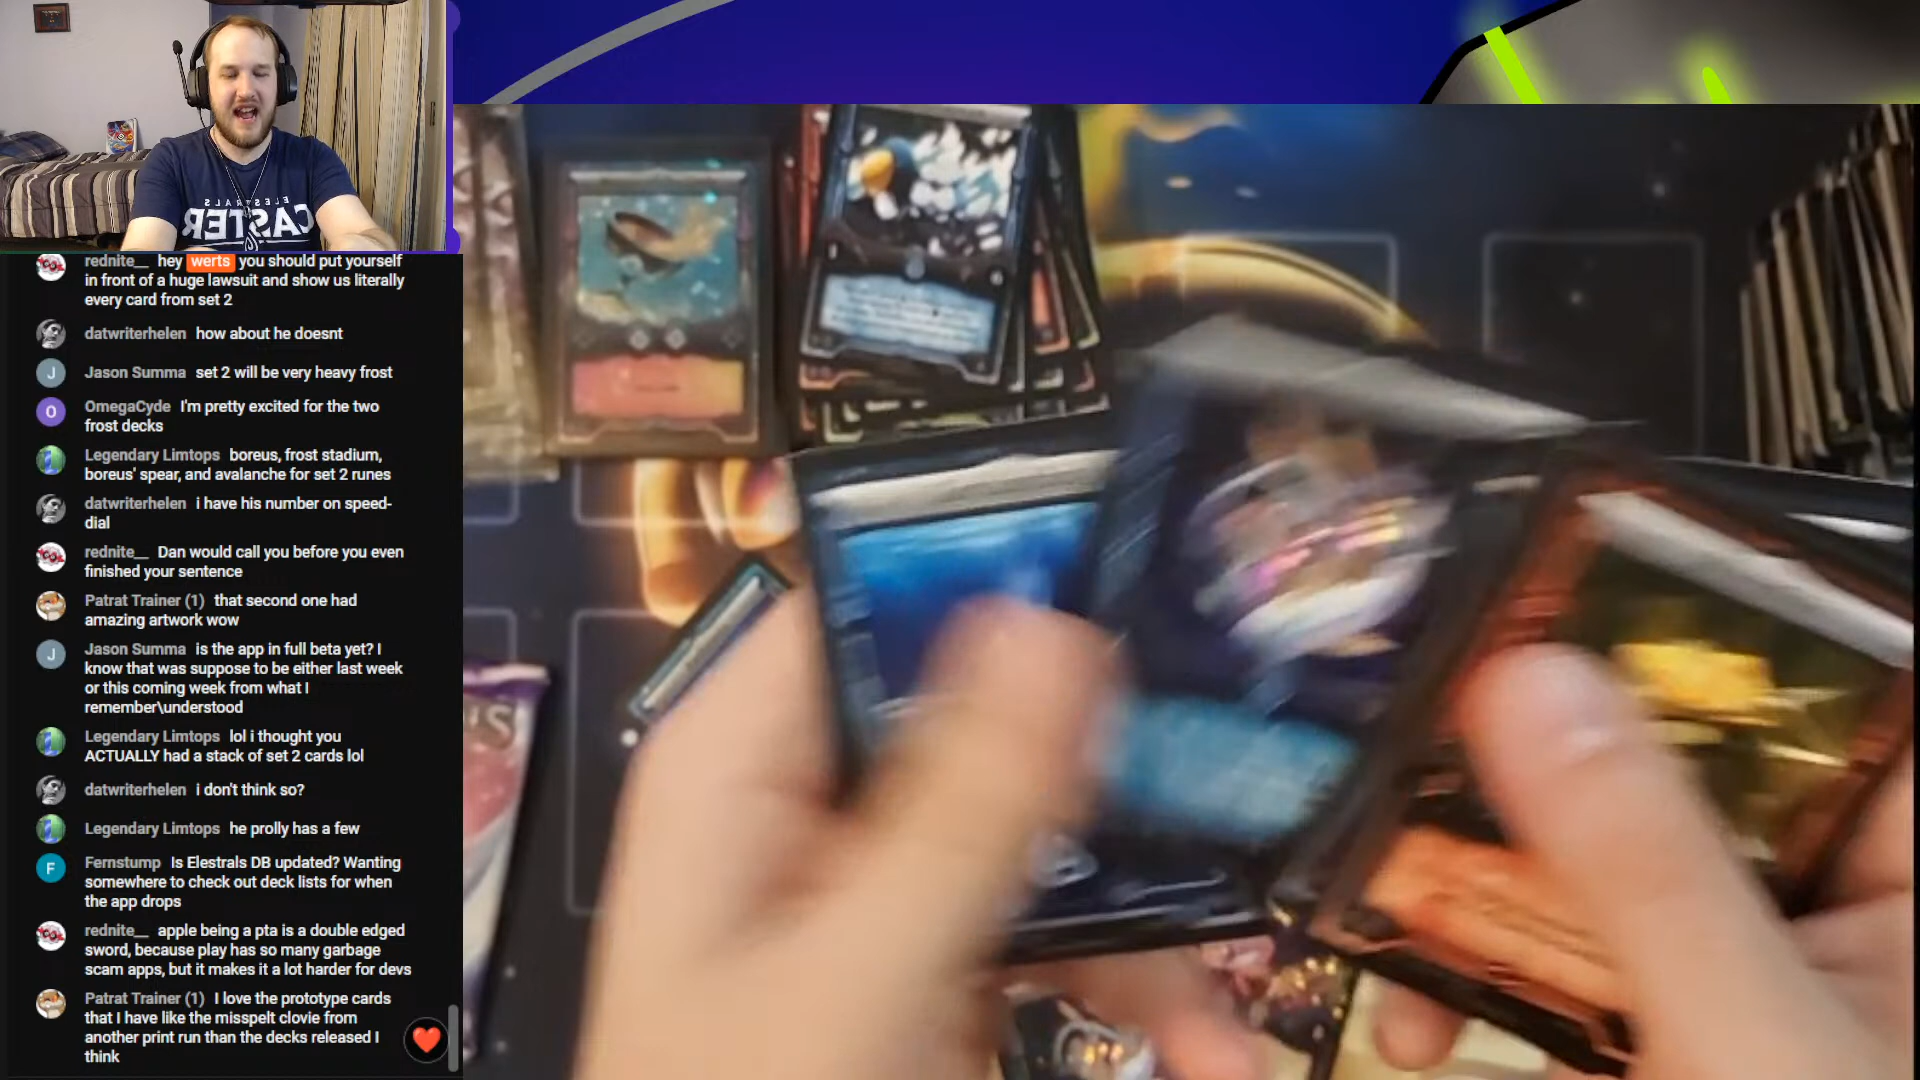 ELESTRALS
CASTER
rednite__ hey werts you should put yourself
in front of a huge lawsuit and show us literally
every card from set 2
datwriterhelen how about he doesnt
J Jason Summa set 2 will be very heavy frost
O OmegaCyde I'm pretty excited for the two
frost decks
Legendary Limtops boreus, frost stadium,
boreus' spear, and avalanche for set 2 runes
datwriterhelen i have his number on speed-
dial
rednite__ Dan would call you before you even
finished your sentence
Patrat Trainer (1) that second one had
amazing artwork wow
J Jason Summa is the app in full beta yet? I
know that was suppose to be either last week
or this coming week from what I
remember\understood
Legendary Limtops lol i thought you
ACTUALLY had a stack of set 2 cards lol
datwriterhelen i don't think so?
Legendary Limtops he prolly has a few
F Fernstump Is Elestrals DB updated? Wanting
somewhere to check out deck lists for when
the app drops
rednite__ apple being a pta is a double edged
sword, because play has so many garbage
scam apps, but it makes it a lot harder for devs
Patrat Trainer (1) I love the prototype cards
that I have like the misspelt clovie from
another print run than the decks released I
think